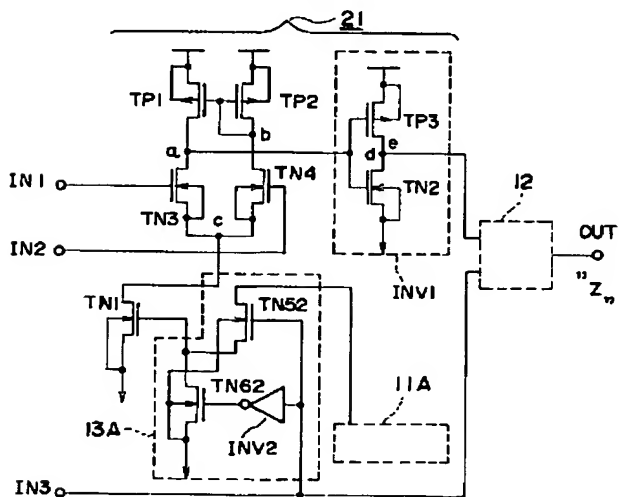 21
TP1
TP2
TP3
b
a
d
e
IN1
TN4
TN2
TN3
c
12
IN2
OUT
"Z"
INV1
TN1
TN52
TN62
11A
13A
INV2
IN3